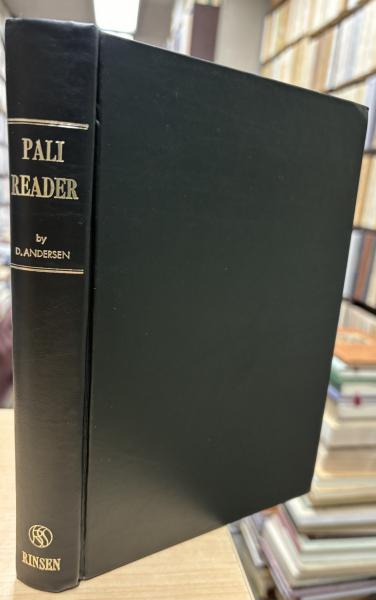 PALI
READER
by
D. ANDERSEN
RINSEN